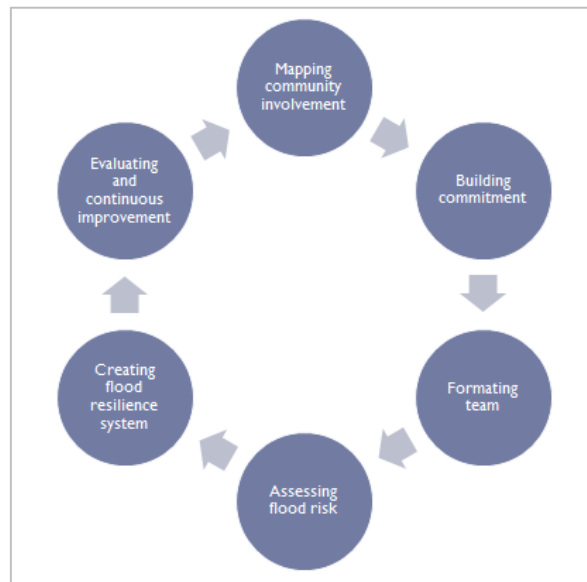 Mapping
community
involvement
Building
commitment
Formating
team
Assessing
flood risk
Creating
flood
resilience
system
Evaluating
and
continuous
improvement